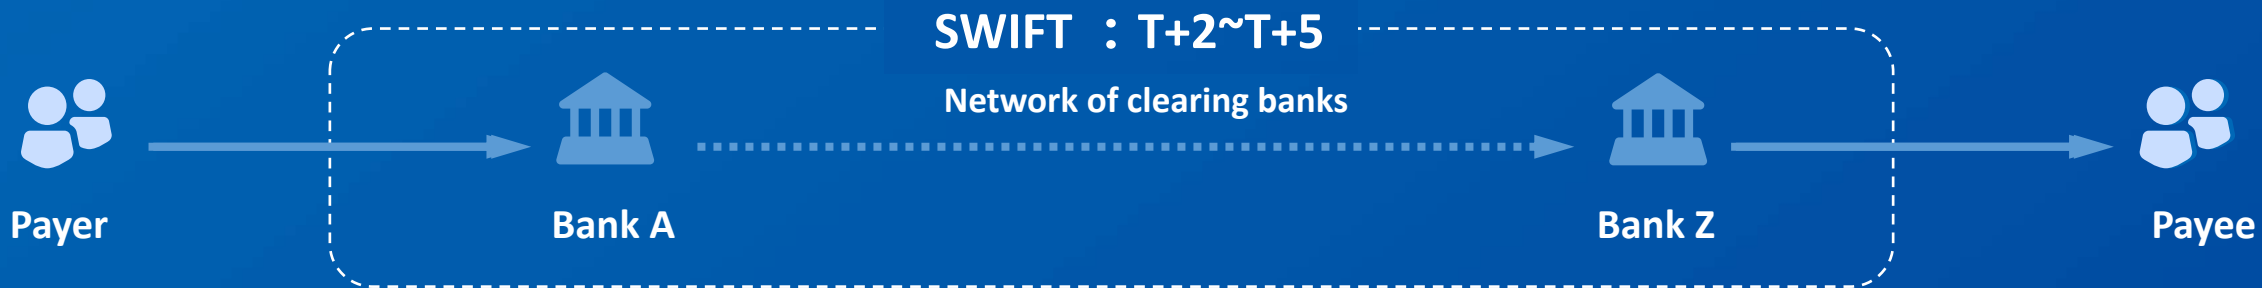 SWIFT ：T+2~T+5
Network of clearing banks
Payer
Bank A
Bank Z
Payee